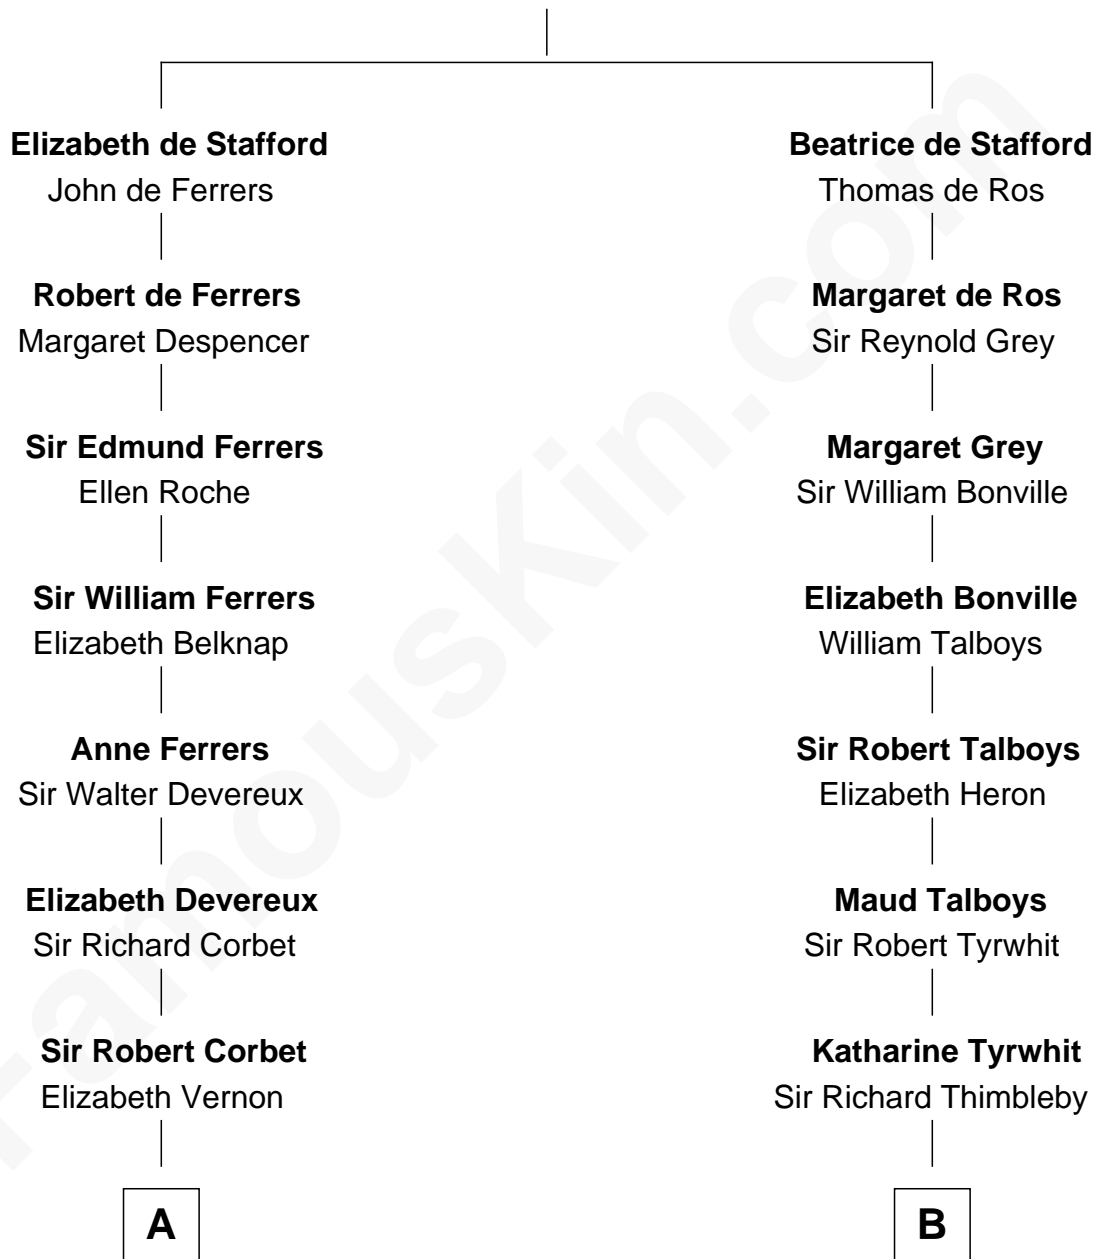 Elizabeth de Stafford
John de Ferrers
Robert de Ferrers
Margaret Despencer
Sir Edmund Ferrers
Ellen Roche
Sir William Ferrers
Elizabeth Belknap
Anne Ferrers
Sir Walter Devereux
Elizabeth Devereux
Sir Richard Corbet
Sir Robert Corbet
Elizabeth Vernon
A
Beatrice de Stafford
Thomas de Ros
Margaret de Ros
Sir Reynold Grey
Margaret Grey
Sir William Bonville
Elizabeth Bonville
William Talboys
Sir Robert Talboys
Elizabeth Heron
Maud Talboys
Sir Robert Tyrwhit
Katharine Tyrwhit
Sir Richard Thimbleby
B
FamousKin.com